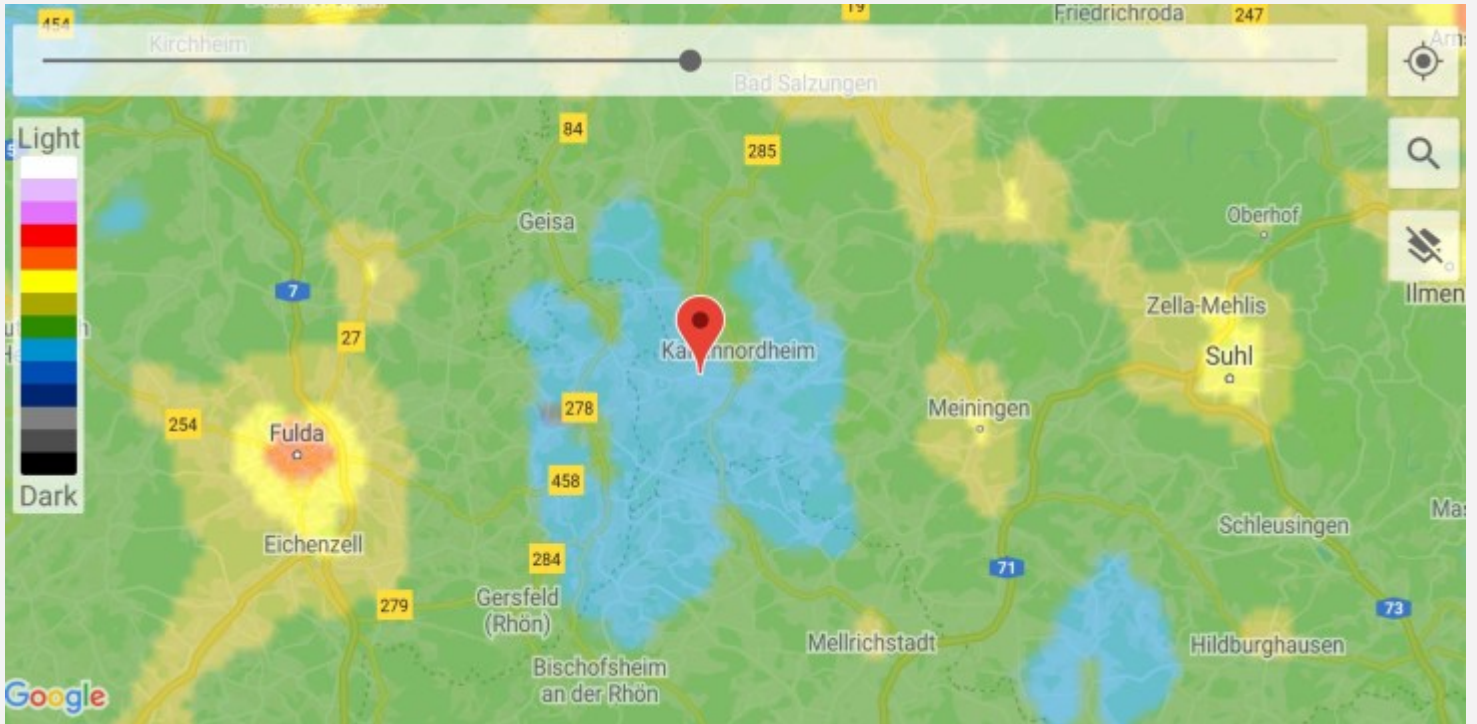 454
19
Friedrichroda
247
Kirchheim
Bad Salzungen
Light
84
285
Geisa
Oberhof
7
Zella-Mehlis
Ilmen
27
Suhl
278
Meiningen
254
Fulda
458
Schleusingen
Eichenzell
284
71
279
Gersfeld
(Rhön)
73
Mellrichstadt
Hildburghausen
Bischofsheim
an der Rhön
Dark
Google